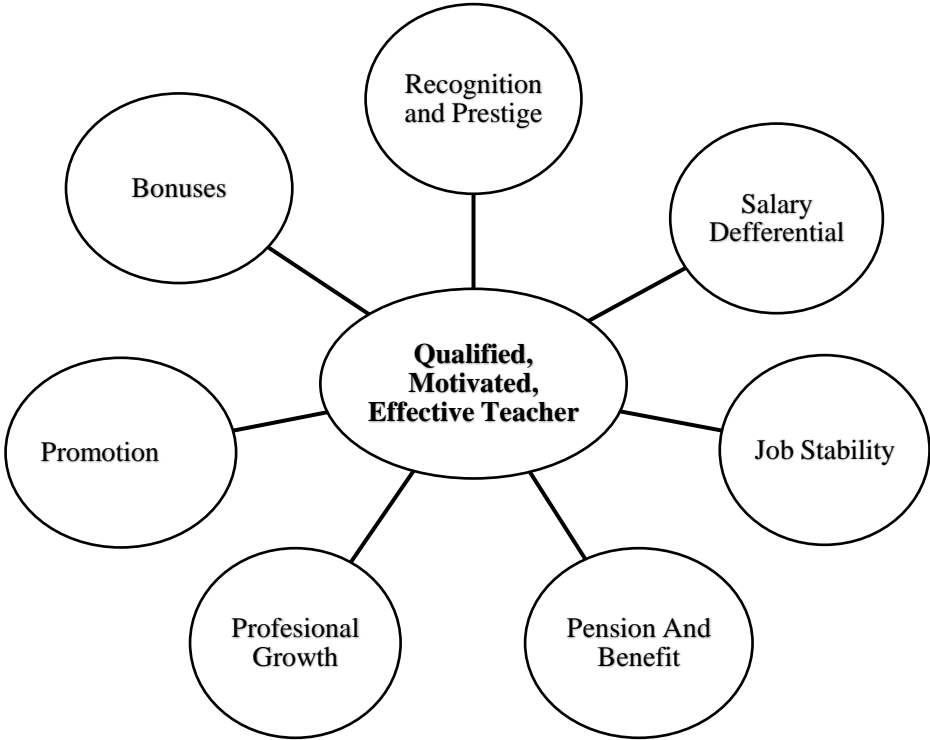 Recognition
and Prestige
Bonuses
Salary
Defferential
Qualified,
Motivated,
Effective Teacher
Promotion
Job Stability
Profesional
Growth
Pension And
Benefit